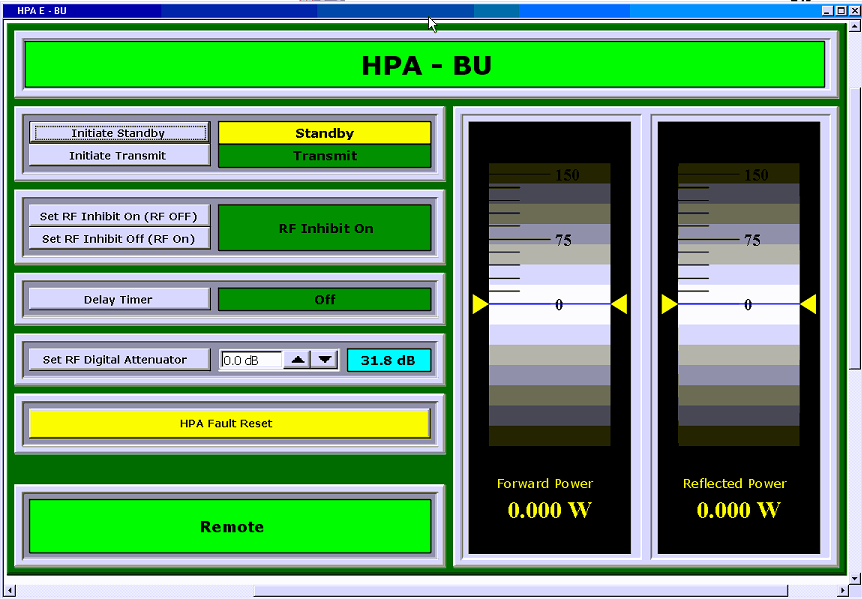 HPA E - BU
HPA - BU
Initiate Standby
Standby
Initiate Transmit
Transmit
Set RF Inhibit On (RF OFF)
Set RF Inhibit Off (RF On)
RF Inhibit On
Delay Timer
Off
Set RF Digital Attenuator
0.0 dB
31.8 dB
HPA Fault Reset
Remote
150
75
0
Forward Power
0.000 W
150
75
0
Reflected Power
0.000 W